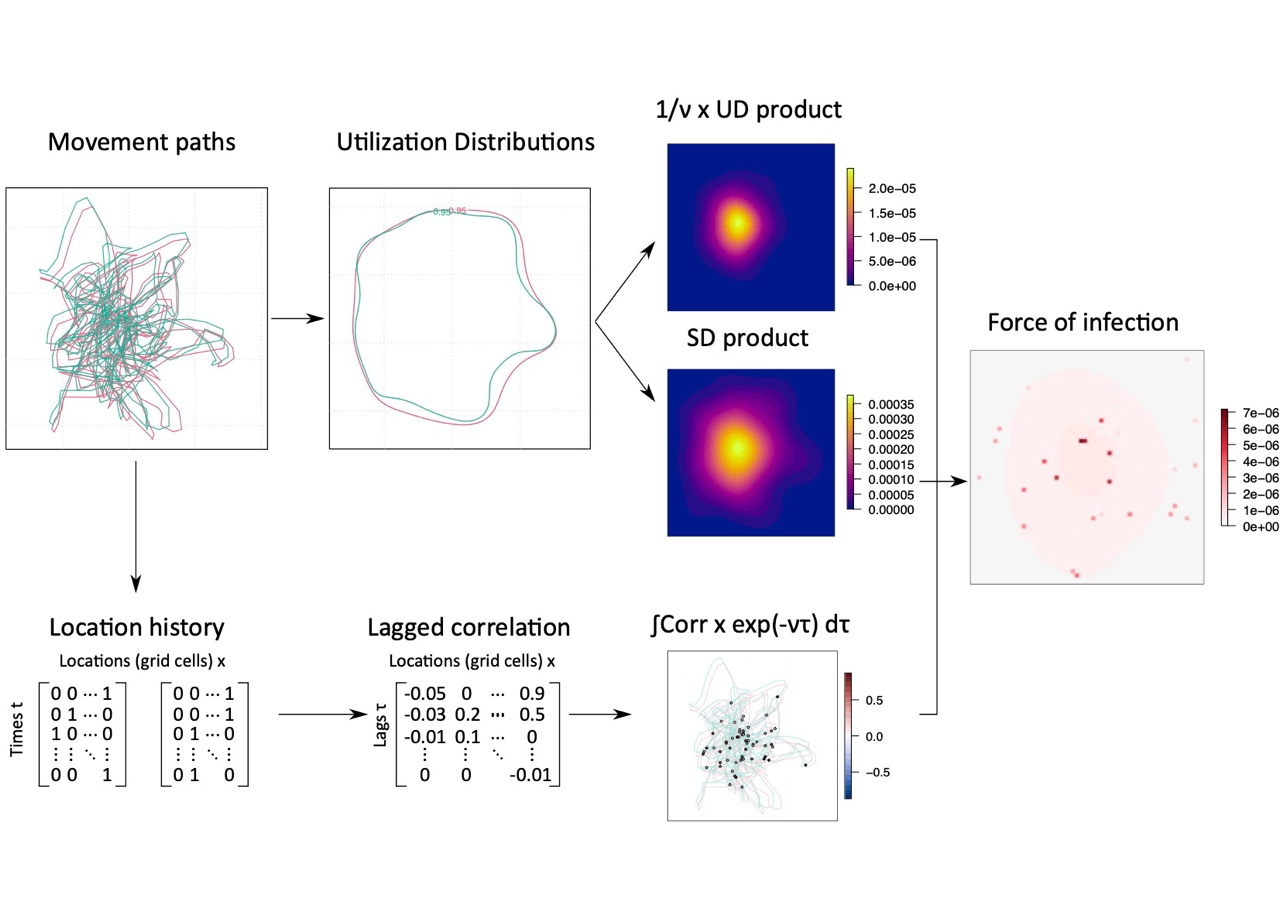 1/ν x UD product
Movement paths
Utilization Distributions
0.95 0.95
2.0e-05
1.5e-05
1.0e-05
5.0e-06
0.0e+00
SD product
0.00035
0.00030
0.00025
0.00020
0.00015
0.00010
0.00005
0.00000
Force of infection
7e-06
6e-06
5e-06
4e-06
3e-06
2e-06
1e-06
0e+00
Location history
Locations (grid cells) x
Times t
0 0 ⋯ 1
0 1 ⋯ 0
1 0 ⋯ 0
⋮ ⋮ ⋱ ⋮
0 0 1
0 0 ⋯ 1
0 0 ⋯ 1
0 1 ⋯ 0
⋮ ⋮ ⋱ ⋮
0 1 0
Lagged correlation
Locations (grid cells) x
Lags τ
-0.05 0 ⋯ 0.9
-0.03 0.2 ⋯ 0.5
-0.01 0.1 ⋯ 0
⋮ ⋮ ⋱ ⋮
0 0 -0.01
∫Corr x exp(-ντ) dτ
0.5
0.0
−0.5